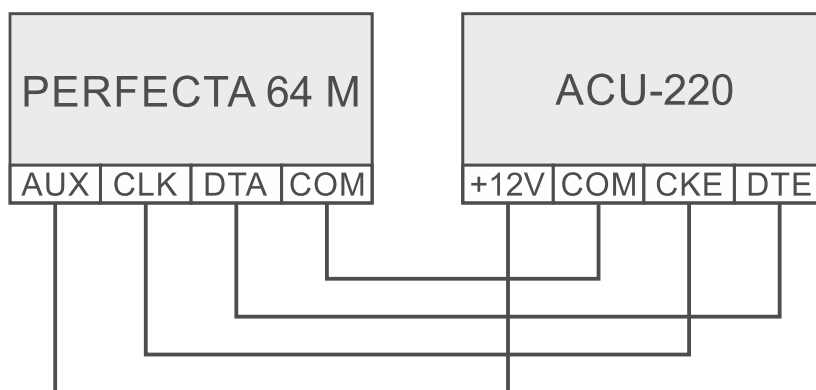 PERFECTA 64 M
ACU-220
AUX CLK DTA COM
+12V COM CKE DTE